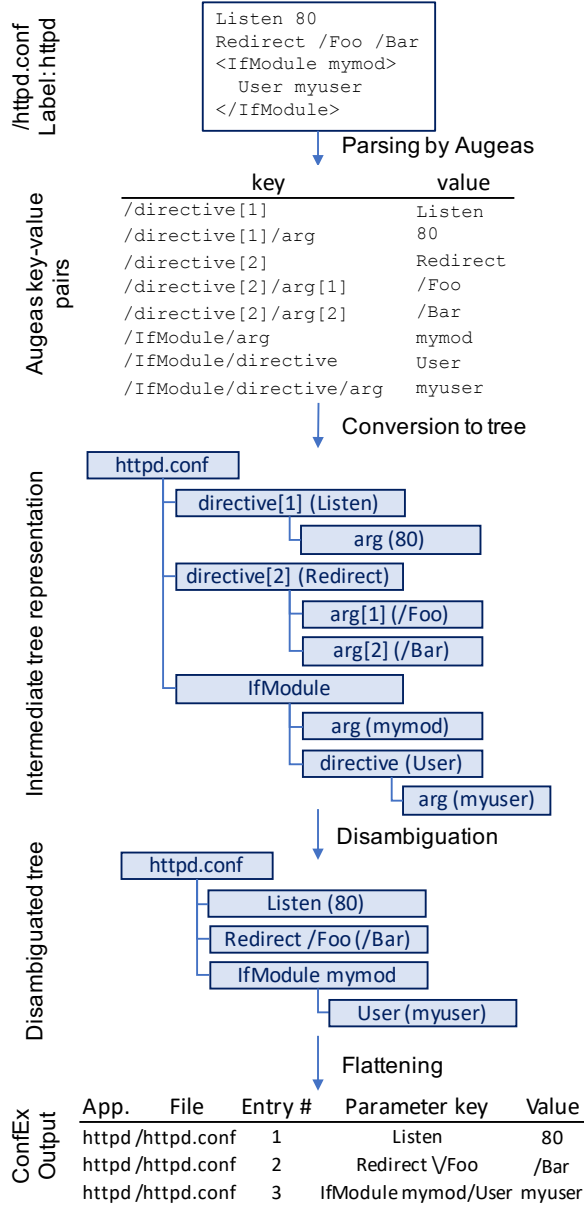 /httpd.conf
Label: httpd
Listen 80
Redirect /Foo /Bar
<IfModule mymod>
  User myuser
</IfModule>
Parsing by Augeas
Augeas key-value
pairs
key value
/directive[1] Listen
/directive[1]/arg 80
/directive[2] Redirect
/directive[2]/arg[1] /Foo
/directive[2]/arg[2] /Bar
/IfModule/arg mymod
/IfModule/directive User
/IfModule/directive/arg myuser
Conversion to tree
Intermediate tree representation
httpd.conf
directive[1] (Listen)
arg (80)
directive[2] (Redirect)
arg[1] (/Foo)
arg[2] (/Bar)
IfModule
arg (mymod)
directive (User)
arg (myuser)
Disambiguation
Disambiguated tree
httpd.conf
Listen (80)
Redirect /Foo (/Bar)
IfModule mymod
User (myuser)
Flattening
ConfEx
Output
App. File Entry # Parameter key Value
httpd /httpd.conf 1 Listen 80
httpd /httpd.conf 2 Redirect \/Foo /Bar
httpd /httpd.conf 3 IfModule mymod/User myuser